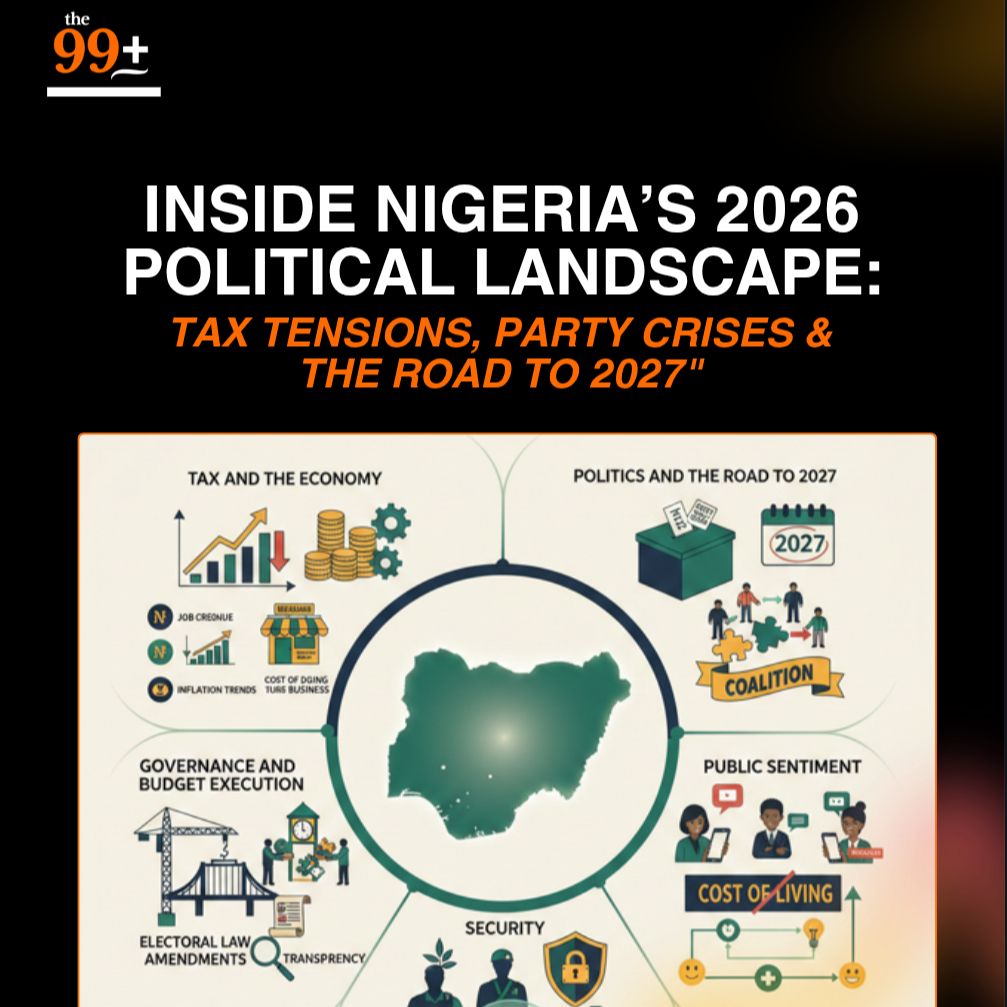 the
99+
INSIDE NIGERIA’S 2026
POLITICAL LANDSCAPE:
TAX TENSIONS, PARTY CRISES &
THE ROAD TO 2027"
TAX AND THE ECONOMY
POLITICS AND THE ROAD TO 2027
2027
N
JOB CREONUE
N
INFLATION TRENDS
COST OF DGING
TURS BUSINESS
COALITION
GOVERNANCE AND
BUDGET EXECUTION
PUBLIC SENTIMENT
COST OF LIVING
ELECTORAL LAW
AMENDMENTS
TRANSPRENCY
SECURITY